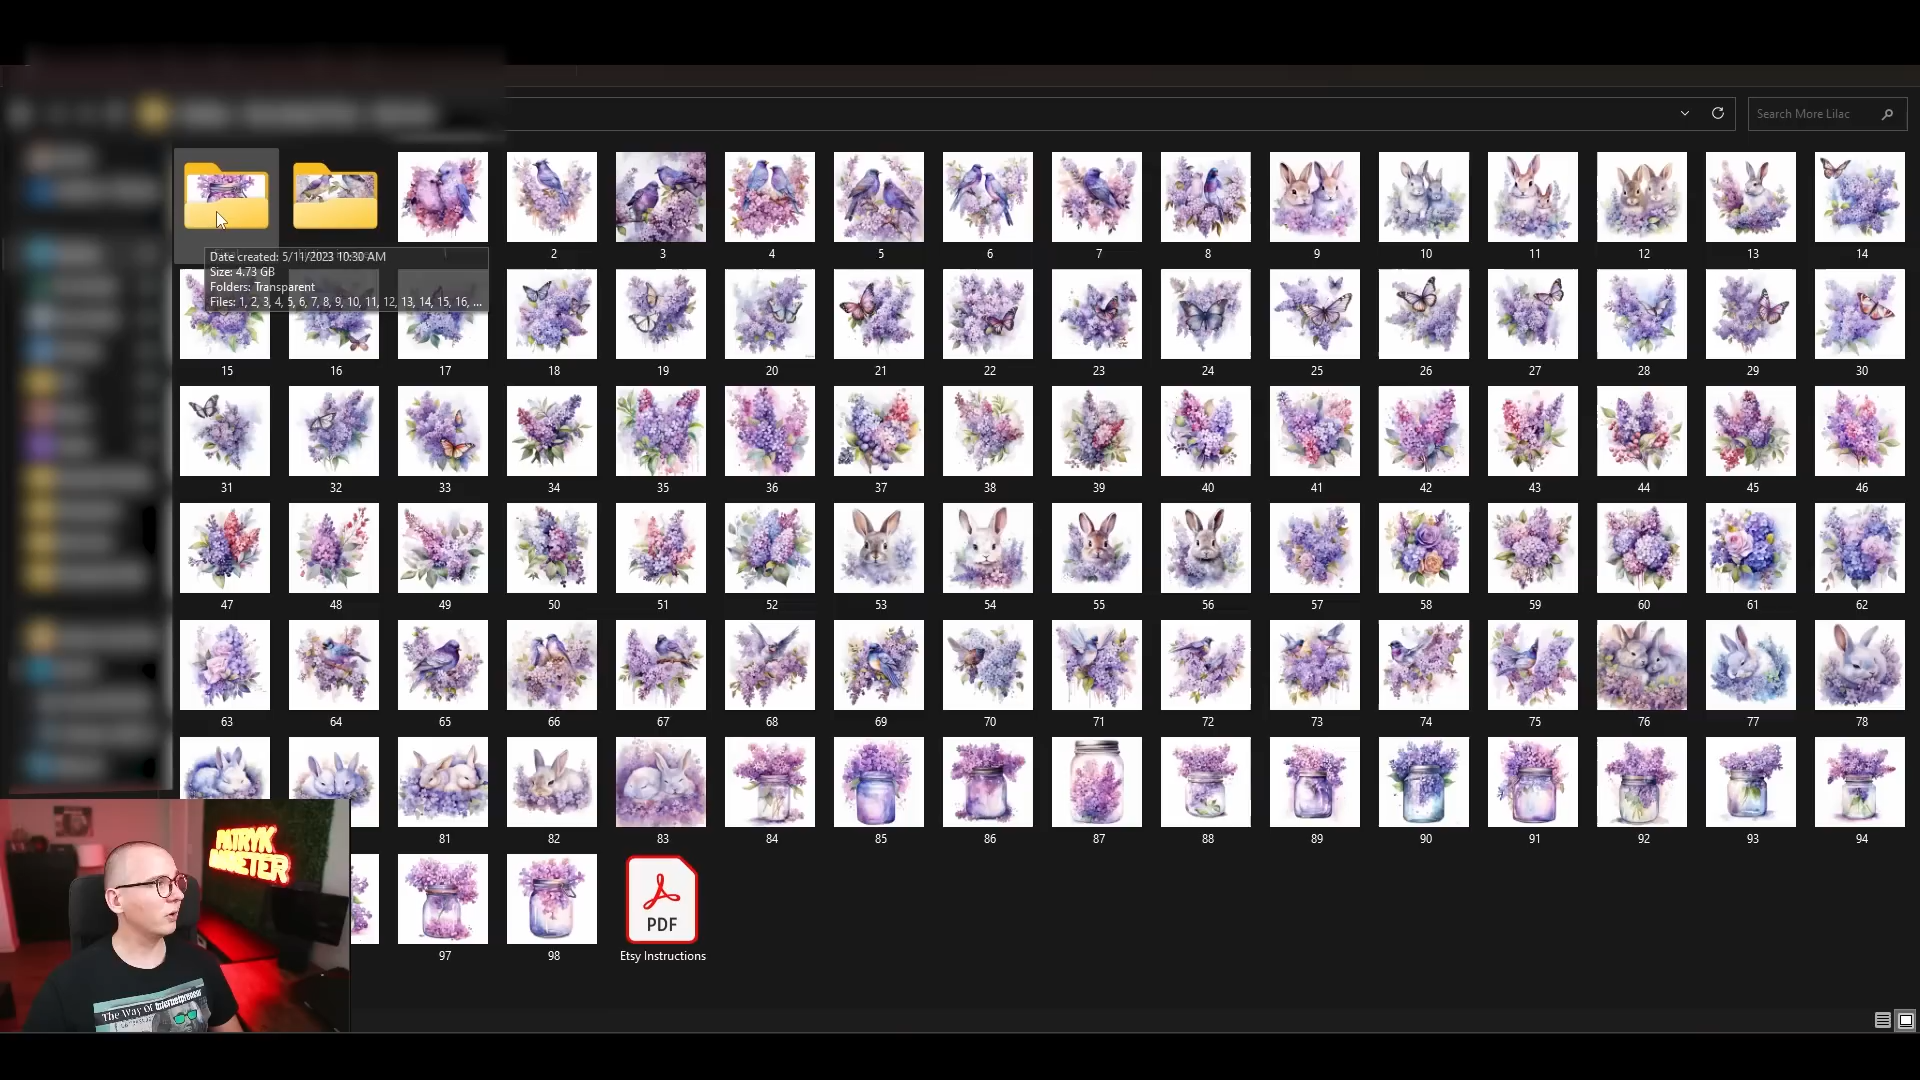 Search More Lilac
Date created: 5/11/2023 10:30 AM
Size: 4.73 GB
Folders: Transparent
Files: 1, 2, 3, 4, 5, 6, 7, 8, 9, 10, 11, 12, 13, 14, 15, 16, ...
2 3 4 5 6 7 8 9 10 11 12 13 14
15 16 17 18 19 20 21 22 23 24 25 26 27 28 29 30
31 32 33 34 35 36 37 38 39 40 41 42 43 44 45 46
47 48 49 50 51 52 53 54 55 56 57 58 59 60 61 62
63 64 65 66 67 68 69 70 71 72 73 74 75 76 77 78
81 82 83 84 85 86 87 88 89 90 91 92 93 94
PATRYK
PDF
97 98 Etsy Instructions
The Way Of Internetpreneur